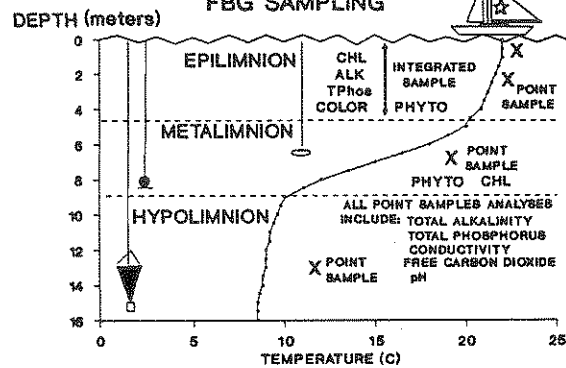 FBG SAMPLING
DEPTH (meters)
0
2
4
6
8
10
12
14
16
EPILIMNION
CHL
ALK
TPhos
COLOR
INTEGRATED
SAMPLE
PHYTO
X
X POINT
SAMPLE
METALIMNION
X POINT
SAMPLE
PHYTO CHL
HYPOLIMNION
ALL POINT SAMPLES ANALYSES
INCLUDE: TOTAL ALKALINITY
TOTAL PHOSPHORUS
CONDUCTIVITY
FREE CARBON DIOXIDE
pH
X POINT
SAMPLE
0 5 10 15 20 25
TEMPERATURE (C)